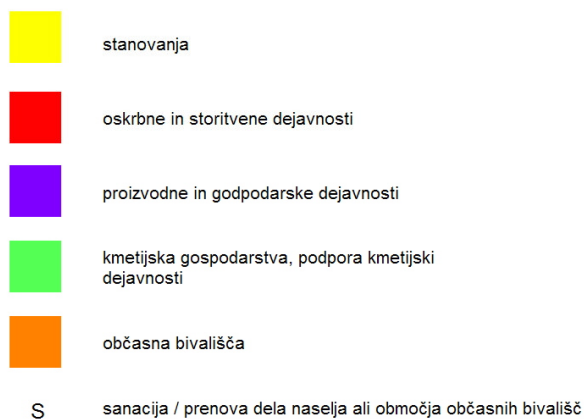 stanovanja
oskrbne in storitvene dejavnosti
proizvodne in godpodarske dejavnosti
kmetijska gospodarstva, podpora kmetijski
dejavnosti
občasna bivališča
S sanacija / prenova dela naselja ali območja občasnih bivališč